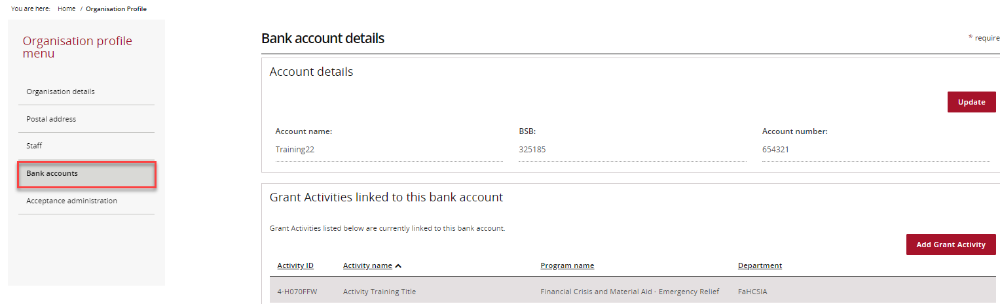 You are here: Home / Organisation Profile
Organisation profile
menu
Organisation details
Postal address
Staff
Bank accounts
Acceptance administration
Bank account details
* require
Account details
Update
Account name: BSB: Account number:
Training22 325185 654321
Grant Activities linked to this bank account
Grant Activities listed below are currently linked to this bank account.
Add Grant Activity
Activity ID Activity name Program name Department
4-H070FFW Activity Training Title Financial Crisis and Material Aid - Emergency Relief FaHCSIA